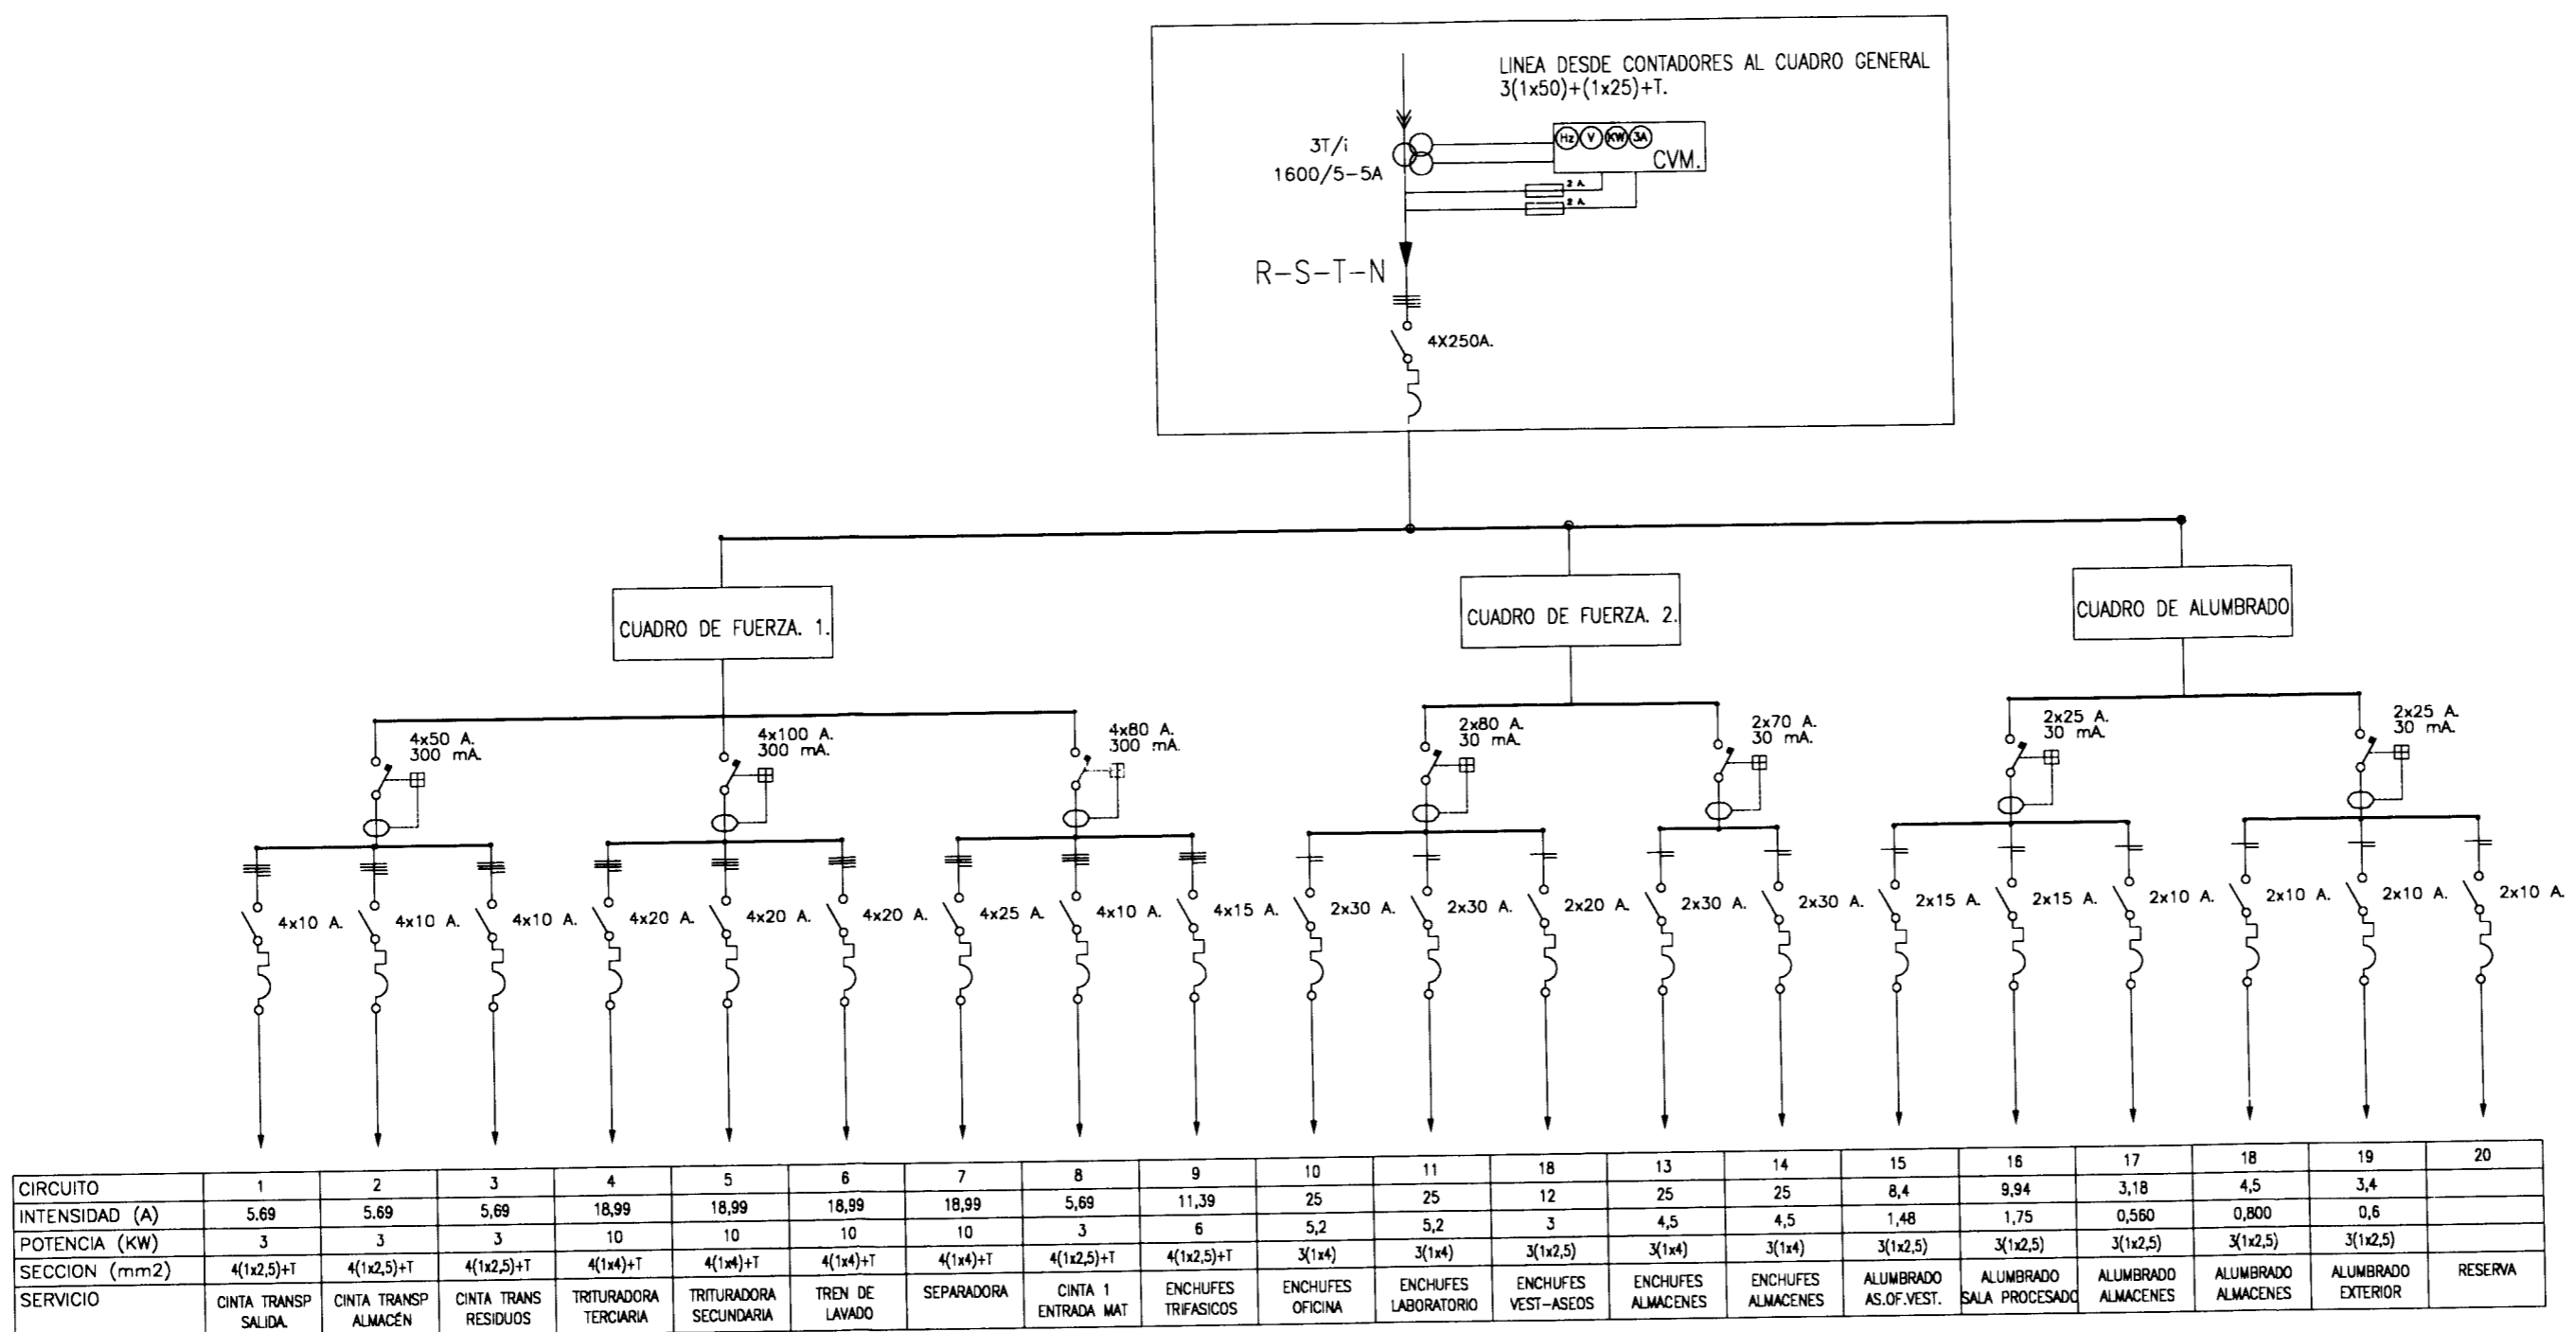 LINEA DESDE CONTADORES AL CUADRO GENERAL
3(1x50)+(1x25)+T.
3T/i
1600/5-5A
Hz V KW 3A
CVM.
2 A.
2 A.
R-S-T-N
4X250A.
CUADRO DE FUERZA. 1.
CUADRO DE FUERZA. 2.
CUADRO DE ALUMBRADO
4x50 A.
300 mA.
4x100 A.
300 mA.
4x80 A.
300 mA.
2x80 A.
30 mA.
2x70 A.
30 mA.
2x25 A.
30 mA.
2x25 A.
30 mA.
4x10 A. 4x10 A. 4x10 A. 4x20 A. 4x20 A. 4x20 A. 4x25 A. 4x10 A. 4x15 A. 2x30 A. 2x30 A. 2x20 A. 2x30 A. 2x30 A. 2x15 A. 2x15 A. 2x10 A. 2x10 A. 2x10 A. 2x10 A.
CIRCUITO 1 2 3 4 5 6 7 8 9 10 11 18 13 14 15 16 17 18 19 20
INTENSIDAD (A) 5,69 5,69 5,69 18,99 18,99 18,99 18,99 5,69 11,39 25 25 12 25 25 8,4 9,94 3,18 4,5 3,4
POTENCIA (KW) 3 3 3 10 10 10 10 3 6 5,2 5,2 3 4,5 4,5 1,48 1,75 0,560 0,800 0,6
SECCION (mm2) 4(1x2,5)+T 4(1x2,5)+T 4(1x2,5)+T 4(1x4)+T 4(1x4)+T 4(1x4)+T 4(1x4)+T 4(1x2,5)+T 4(1x2,5)+T 3(1x4) 3(1x4) 3(1x2,5) 3(1x4) 3(1x4) 3(1x2,5) 3(1x2,5) 3(1x2,5) 3(1x2,5) 3(1x2,5)
SERVICIO
CINTA TRANSP
SALIDA.
CINTA TRANSP
ALMACÉN
CINTA TRANS
RESIDUOS
TRITURADORA
TERCIARIA
TRITURADORA
SECUNDARIA
TREN DE
LAVADO
SEPARADORA
CINTA 1
ENTRADA MAT
ENCHUFES
TRIFASICOS
ENCHUFES
OFICINA
ENCHUFES
LABORATORIO
ENCHUFES
VEST-ASEOS
ENCHUFES
ALMACENES
ENCHUFES
ALMACENES
ALUMBRADO
AS.OF.VEST.
ALUMBRADO
SALA PROCESADO
ALUMBRADO
ALMACENES
ALUMBRADO
ALMACENES
ALUMBRADO
EXTERIOR
RESERVA